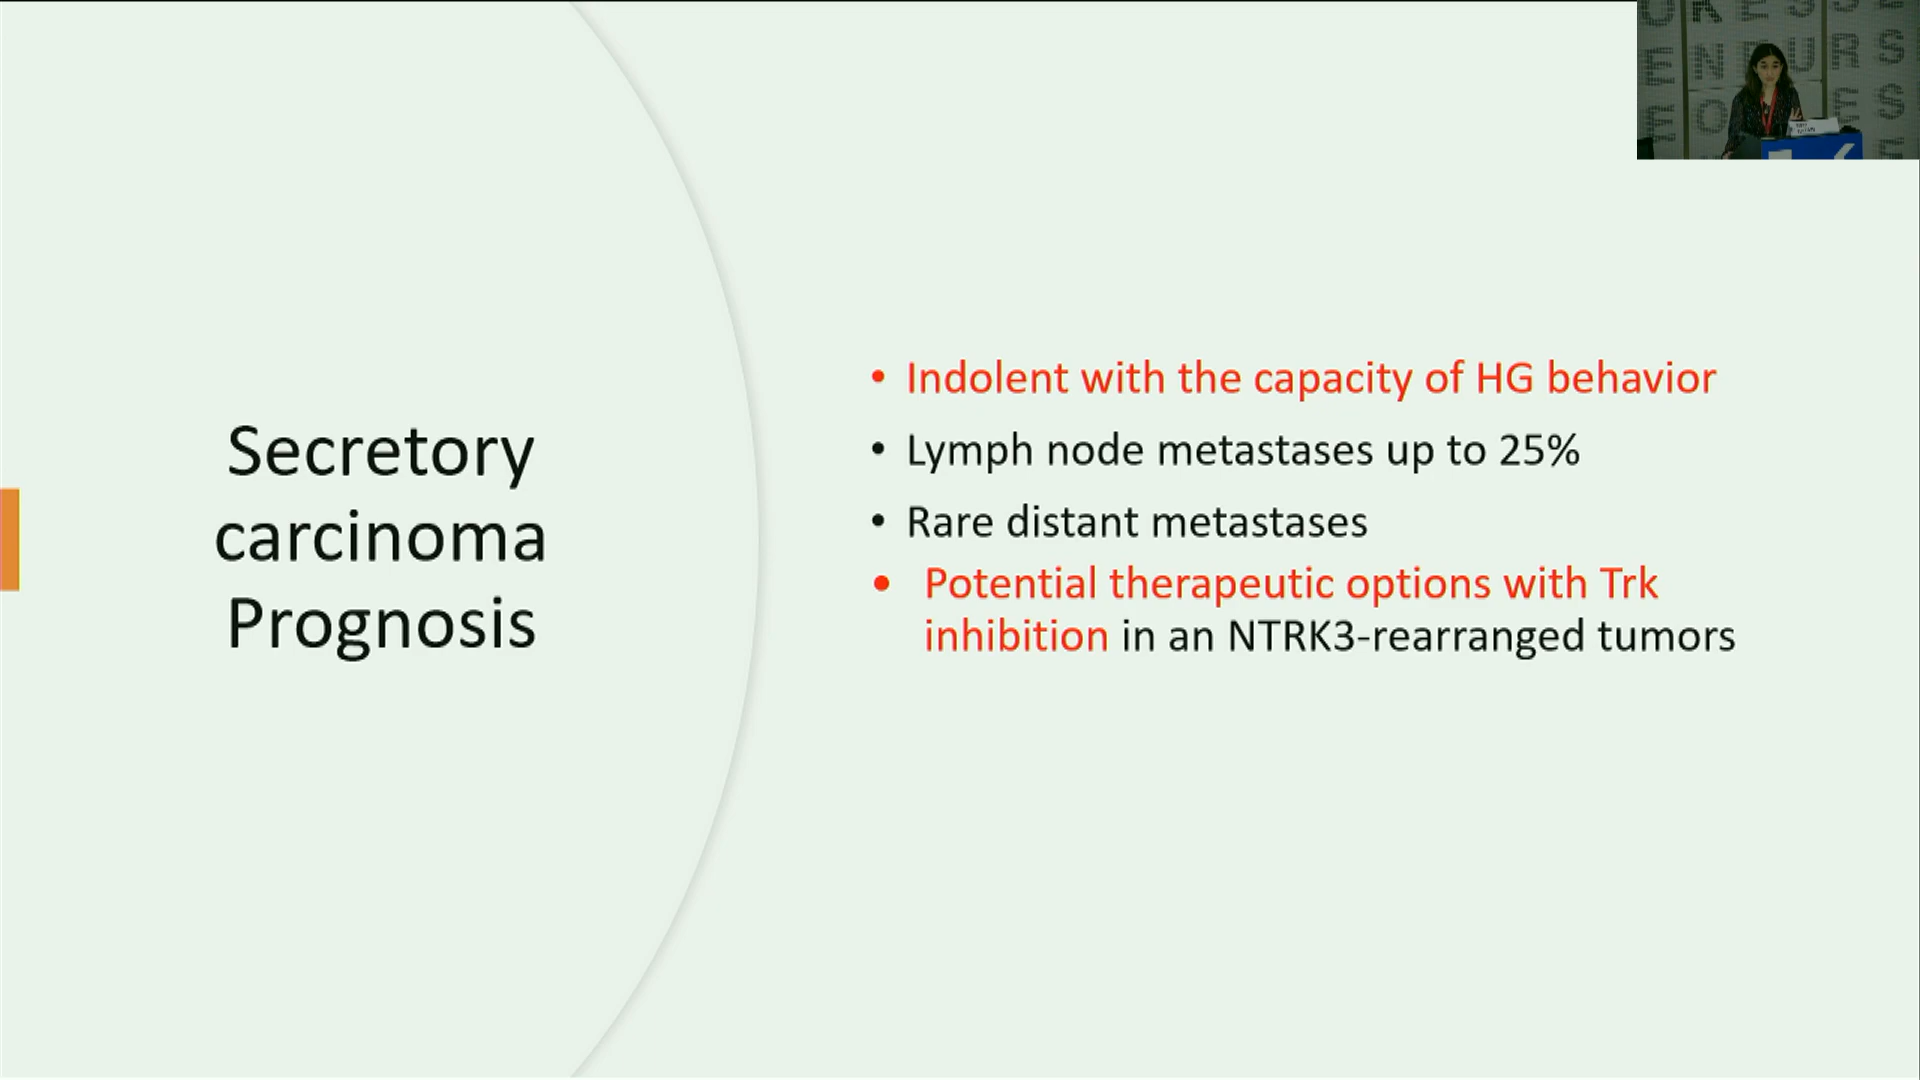 Secretory
carcinoma
Prognosis
• Indolent with the capacity of HG behavior
• Lymph node metastases up to 25%
• Rare distant metastases
• Potential therapeutic options with Trk
inhibition in an NTRK3-rearranged tumors